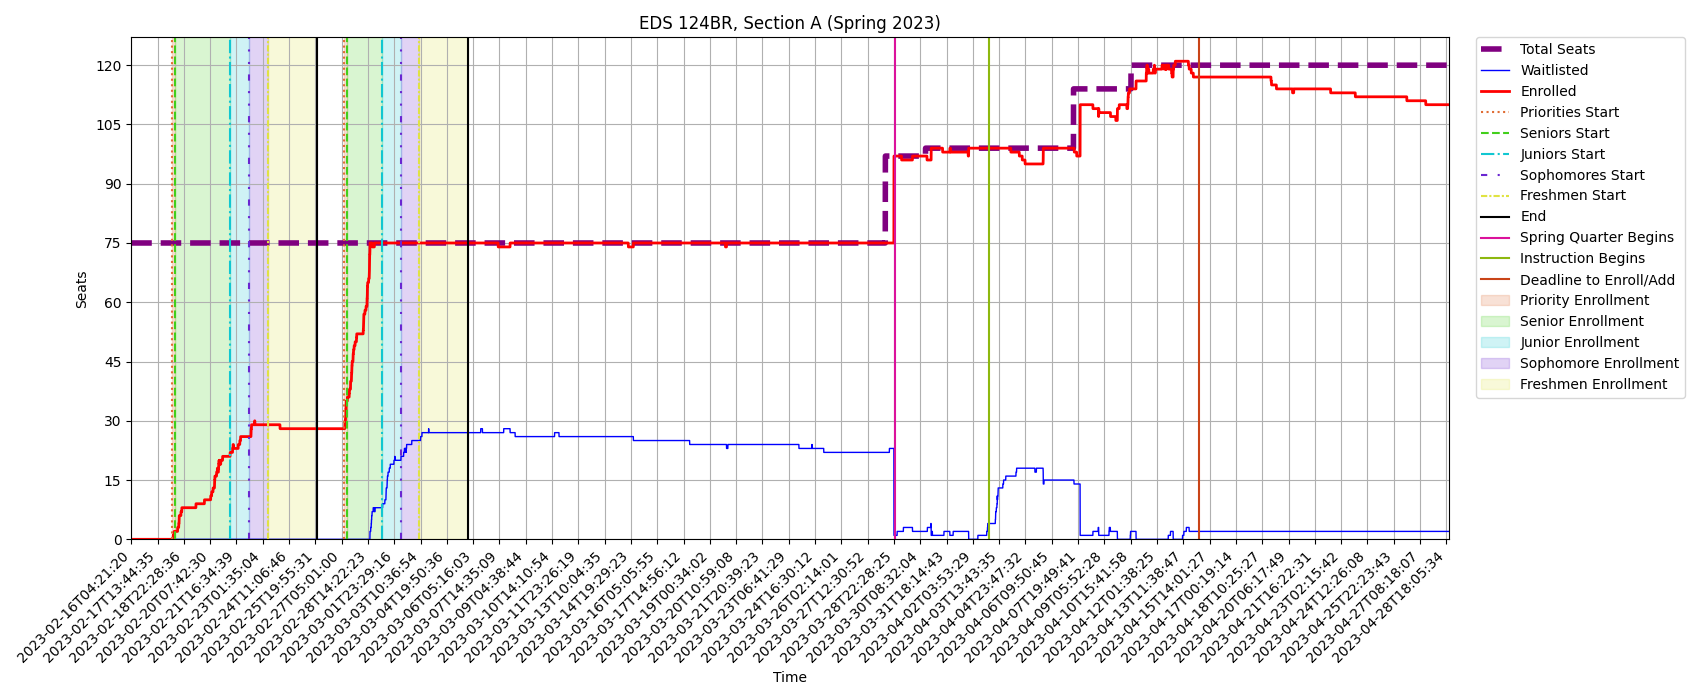 EDS 124BR, Section A (Spring 2023)
Seats
120
105
90
75
60
45
30
15
0
2023-02-16T04:21:20
2023-02-17T13:44:35
2023-02-18T22:28:36
2023-02-20T07:42:30
2023-02-21T16:34:39
2023-02-23T01:35:04
2023-02-24T11:06:46
2023-02-25T19:55:31
2023-02-27T05:01:00
2023-02-28T14:22:23
2023-03-01T23:29:16
2023-03-03T10:36:54
2023-03-04T19:50:36
2023-03-06T05:16:03
2023-03-07T14:35:09
2023-03-09T04:38:44
2023-03-10T14:10:54
2023-03-11T23:26:19
2023-03-13T10:04:35
2023-03-14T19:29:23
2023-03-16T05:05:55
2023-03-17T14:56:12
2023-03-19T00:34:02
2023-03-20T10:59:08
2023-03-21T20:39:23
2023-03-23T06:41:29
2023-03-24T16:30:12
2023-03-26T02:14:01
2023-03-27T12:30:52
2023-03-28T22:28:25
2023-03-30T08:32:04
2023-03-31T18:14:43
2023-04-02T03:53:29
2023-04-03T13:43:35
2023-04-04T23:47:32
2023-04-06T09:50:45
2023-04-07T19:49:41
2023-04-09T05:52:28
2023-04-10T15:41:58
2023-04-12T01:38:25
2023-04-13T11:38:47
2023-04-15T14:01:27
2023-04-17T00:19:14
2023-04-18T10:25:27
2023-04-20T06:17:49
2023-04-21T16:22:31
2023-04-23T02:15:42
2023-04-24T12:26:08
2023-04-25T22:23:43
2023-04-27T08:18:07
2023-04-28T18:05:34
Time
Total Seats
Waitlisted
Enrolled
Priorities Start
Seniors Start
Juniors Start
Sophomores Start
Freshmen Start
End
Spring Quarter Begins
Instruction Begins
Deadline to Enroll/Add
Priority Enrollment
Senior Enrollment
Junior Enrollment
Sophomore Enrollment
Freshmen Enrollment